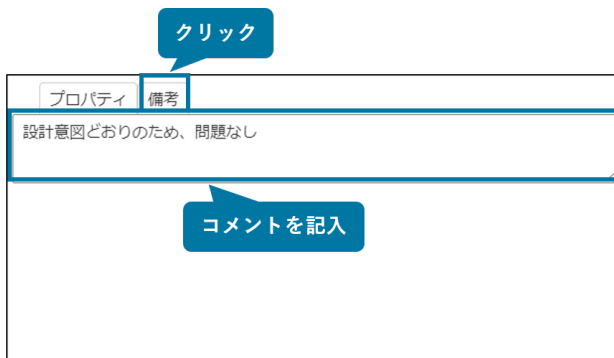 クリック
プロパティ 備考
設計意図どおりのため、問題なし
コメントを記入